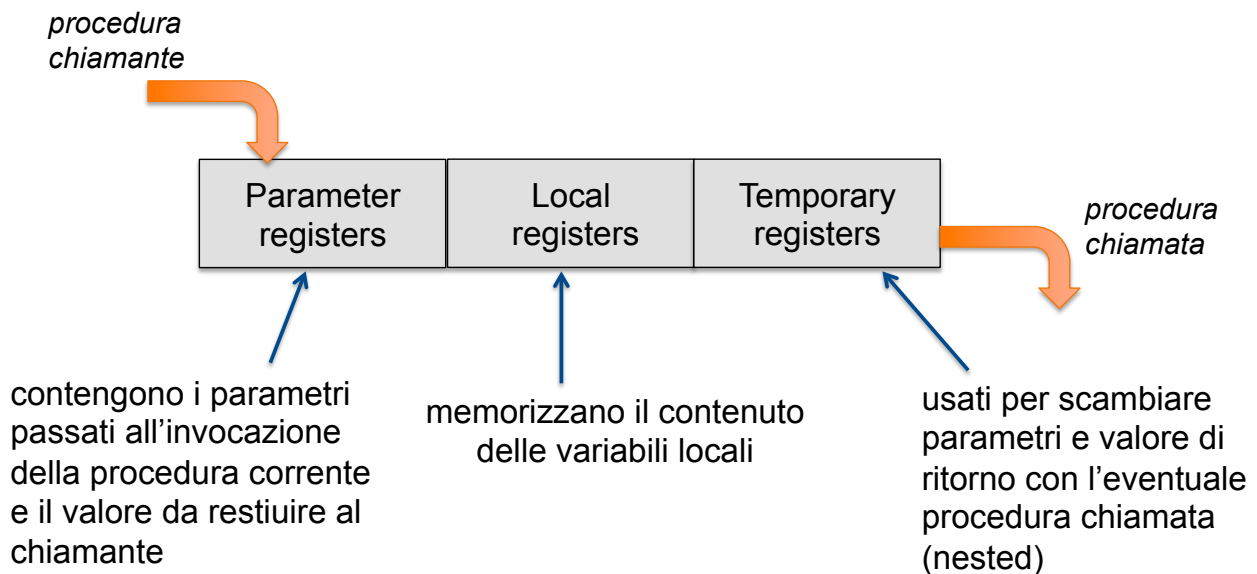 procedura
chiamante
Parameter
registers
Local
registers
Temporary
registers
procedura
chiamata
contengono i parametri
passati all’invocazione
della procedura corrente
e il valore da restiuire al
chiamante
memorizzano il contenuto
delle variabili locali
usati per scambiare
parametri e valore di
ritorno con l’eventuale
procedura chiamata
(nested)